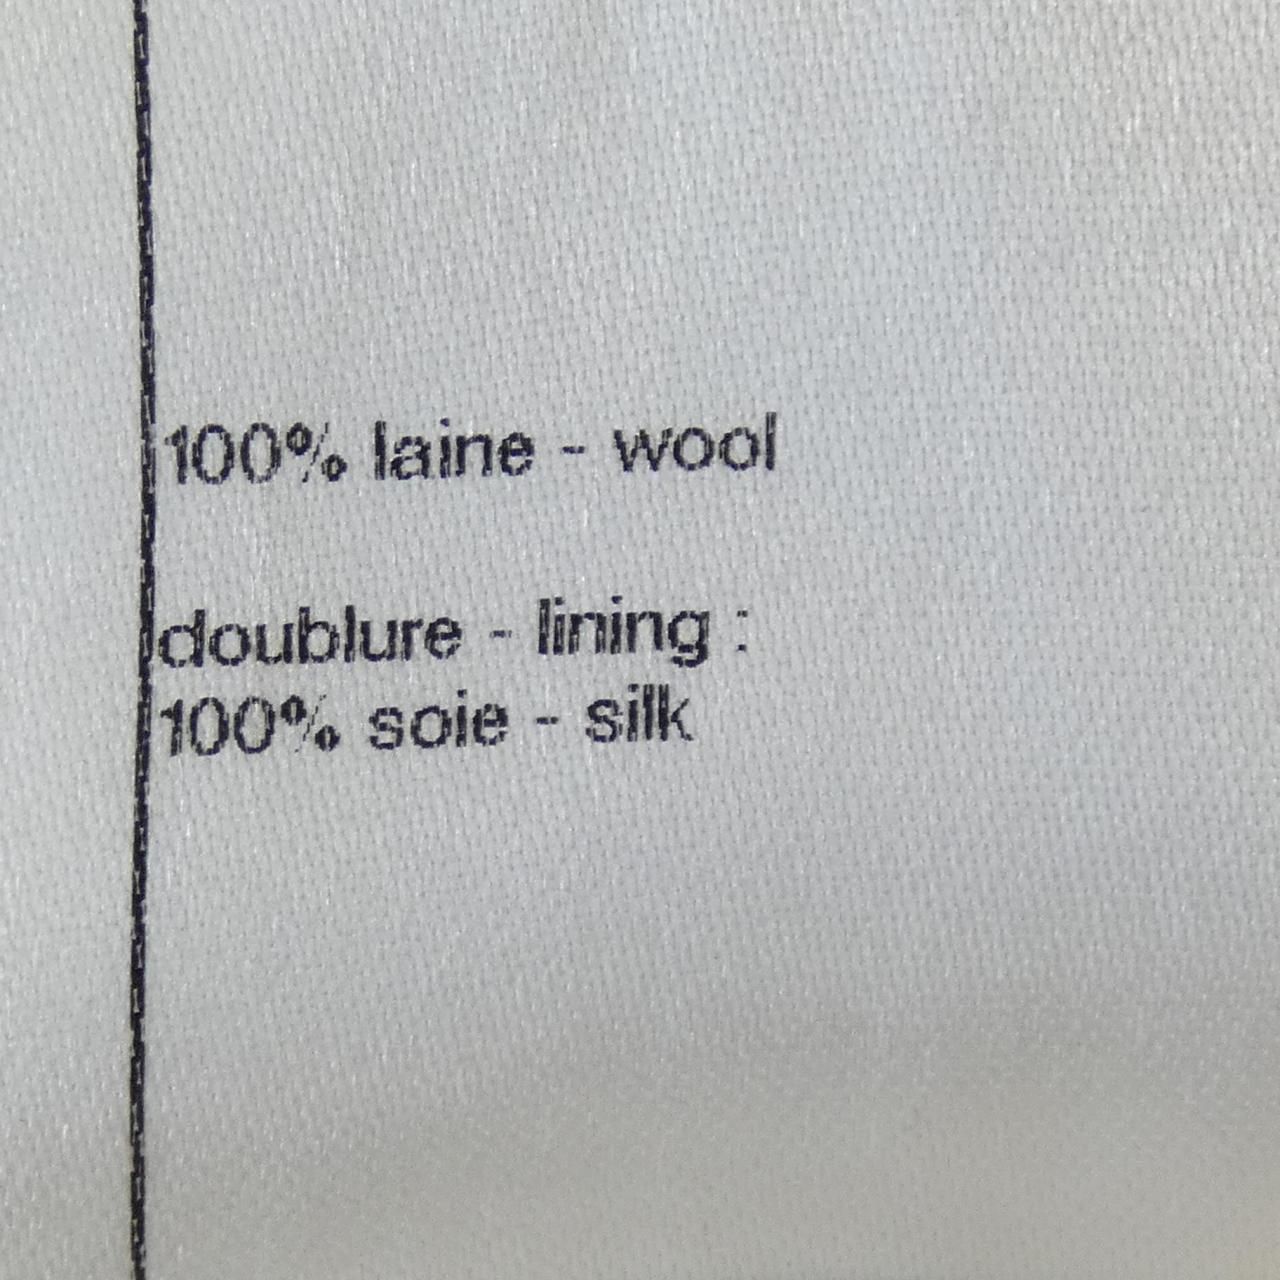 100% laine - wool
doublure - lining :
100% soie - silk